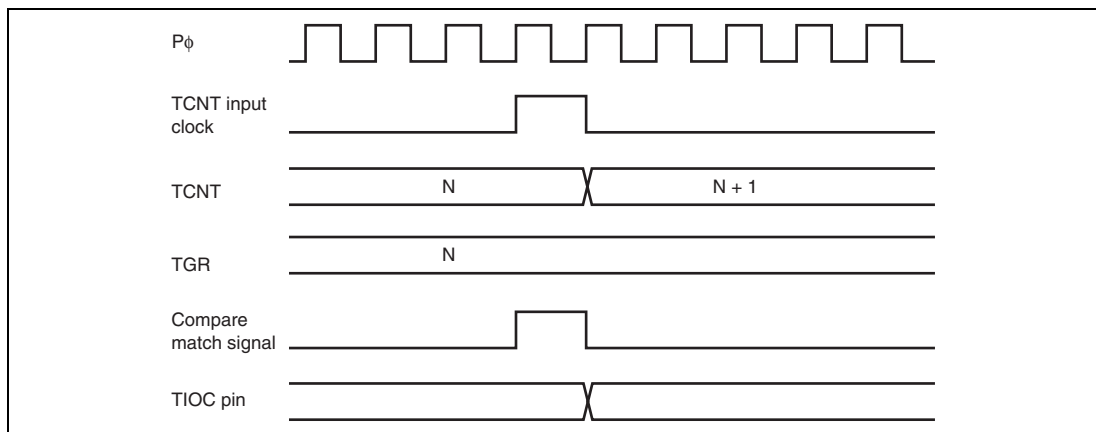 Pϕ
TCNT input
clock
TCNT
N
N + 1
TGR
N
Compare
match signal
TIOC pin